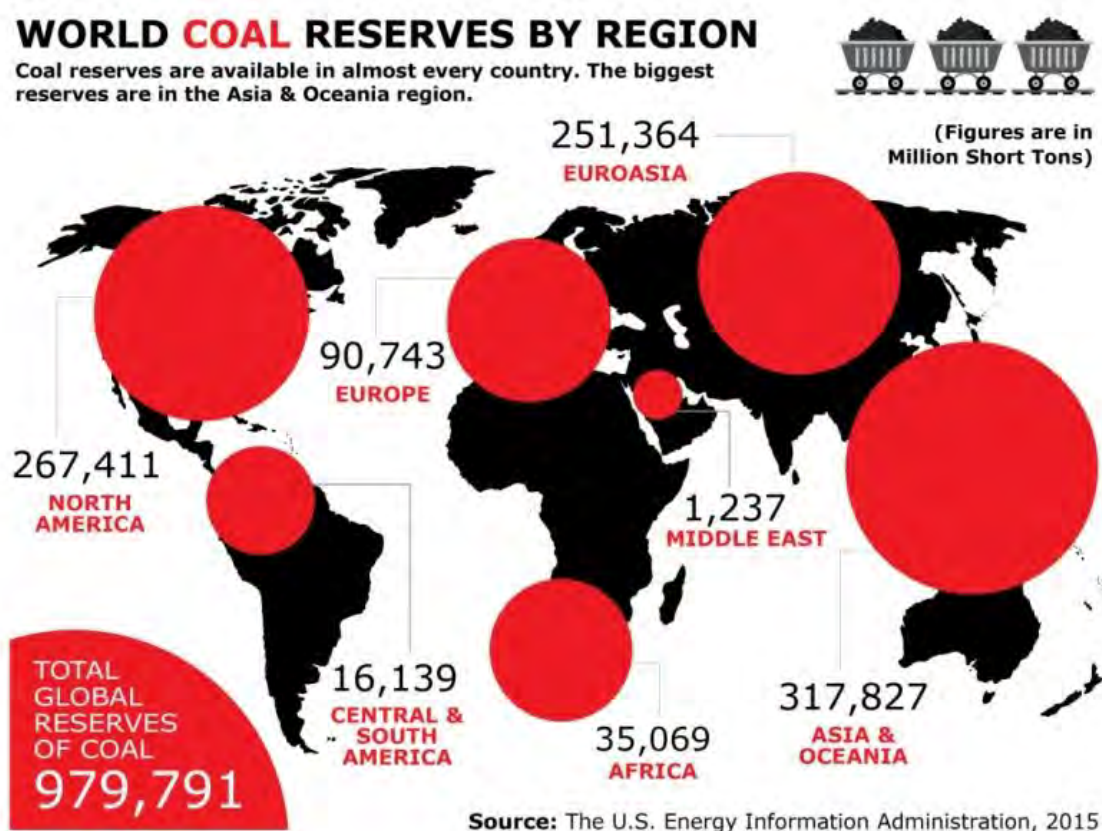 WORLD COAL RESERVES BY REGION
Coal reserves are available in almost every country. The biggest
reserves are in the Asia & Oceania region.
(Figures are in
Million Short Tons)
251,364
EUROASIA
90,743
EUROPE
267,411
NORTH
AMERICA
1,237
MIDDLE EAST
16,139
CENTRAL &
SOUTH
AMERICA
35,069
AFRICA
317,827
ASIA &
OCEANIA
TOTAL
GLOBAL
RESERVES
OF COAL
979,791
Source: The U.S. Energy Information Administration, 2015